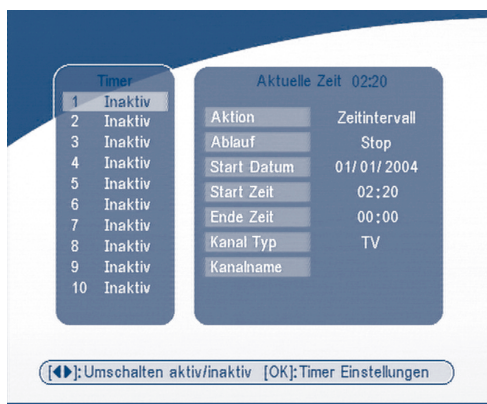 Timer
1 Inaktiv
2 Inaktiv
3 Inaktiv
4 Inaktiv
5 Inaktiv
6 Inaktiv
7 Inaktiv
8 Inaktiv
9 Inaktiv
10 Inaktiv
Aktuelle Zeit 02:20
Aktion Zeitintervall
Ablauf Stop
Start Datum 01/01/2004
Start Zeit 02:20
Ende Zeit 00:00
Kanal Typ TV
Kanalname
[◀▶]:Umschalten aktiv/inaktiv [OK]:Timer Einstellungen